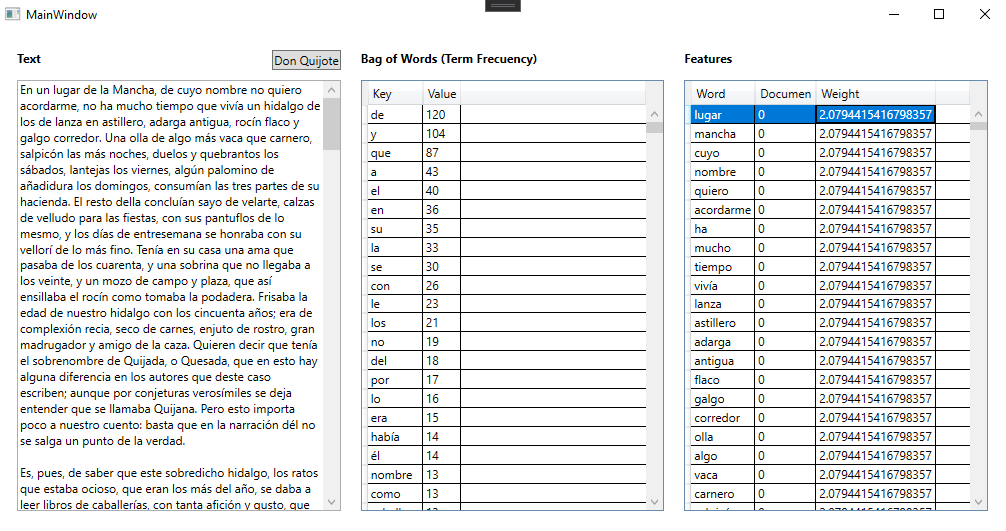 MainWindow
Text
Don Quijote
Bag of Words (Term Frecuency)
Features
En un lugar de la Mancha, de cuyo nombre no quiero
acordarme, no ha mucho tiempo que vivía un hidalgo de
los de lanza en astillero, adarga antigua, rocín flaco y
galgo corredor. Una olla de algo más vaca que carnero,
salpicón las más noches, duelos y quebrantos los
sábados, lantejas los viernes, algún palomino de
añadidura los domingos, consumían las tres partes de su
hacienda. El resto della concluían sayo de velarte, calzas
de velludo para las fiestas, con sus pantuflos de lo
mesmo, y los días de entresemana se honraba con su
vellorí de lo más fino. Tenía en su casa una ama que
pasaba de los cuarenta, y una sobrina que no llegaba a
los veinte, y un mozo de campo y plaza, que así
ensillaba el rocín como tomaba la podadera. Frisaba la
edad de nuestro hidalgo con los cincuenta años; era de
complexión recia, seco de carnes, enjuto de rostro, gran
madrugador y amigo de la caza. Quieren decir que tenía
el sobrenombre de Quijada, o Quesada, que en esto hay
alguna diferencia en los autores que deste caso
escriben; aunque por conjeturas verosímiles se deja
entender que se llamaba Quijana. Pero esto importa
poco a nuestro cuento: basta que en la narración dél no
se salga un punto de la verdad.
Es, pues, de saber que este sobredicho hidalgo, los ratos
que estaba ocioso, que eran los más del año, se daba a
leer libros de caballerías, con tanta afición y gusto, que
Key Value
de 120
y 104
que 87
a 43
el 40
en 36
su 35
la 33
se 30
con 26
le 23
los 21
no 19
del 18
por 17
lo 16
era 15
había 14
él 14
nombre 13
como 13
Word Documen Weight
lugar 0 2.0794415416798357
mancha 0 2.0794415416798357
cuyo 0 2.0794415416798357
nombre 0 2.0794415416798357
quiero 0 2.0794415416798357
acordarme 0 2.0794415416798357
ha 0 2.0794415416798357
mucho 0 2.0794415416798357
tiempo 0 2.0794415416798357
vivía 0 2.0794415416798357
lanza 0 2.0794415416798357
astillero 0 2.0794415416798357
adarga 0 2.0794415416798357
antigua 0 2.0794415416798357
flaco 0 2.0794415416798357
galgo 0 2.0794415416798357
corredor 0 2.0794415416798357
olla 0 2.0794415416798357
algo 0 2.0794415416798357
vaca 0 2.0794415416798357
carnero 0 2.0794415416798357